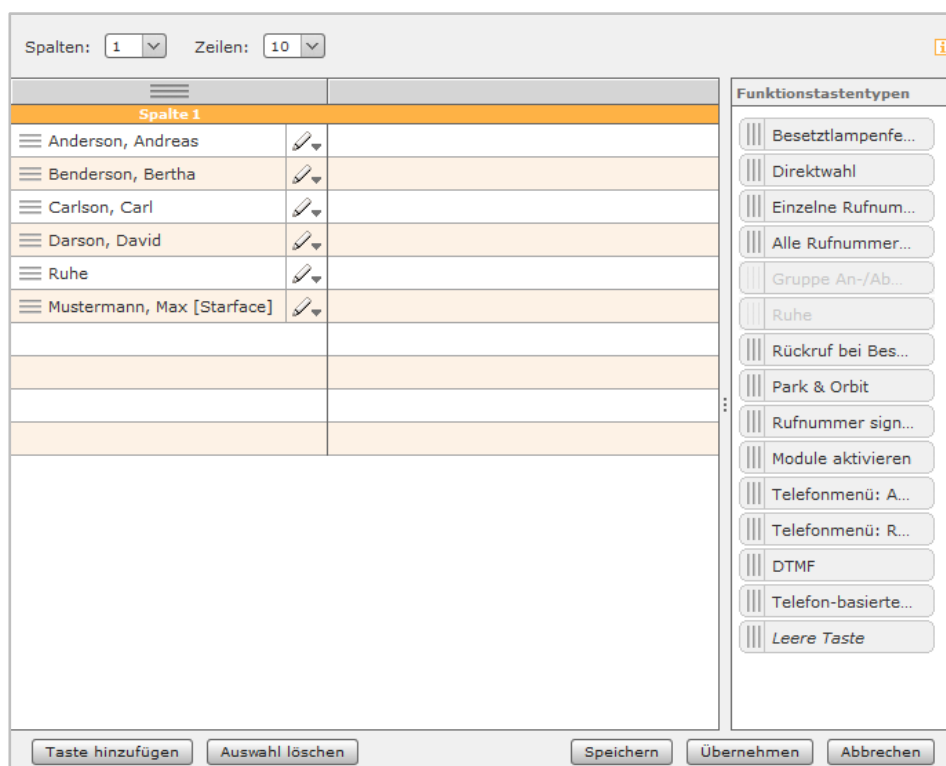 Spalten: 1 Zeilen: 10
Funktionstastentypen
Spalte 1
Anderson, Andreas
Benderson, Bertha
Carlson, Carl
Darson, David
Ruhe
Mustermann, Max [Starface]
Besetztlampenfe...
Direktwahl
Einzelne Rufnum...
Alle Rufnummer...
Gruppe An-/Ab...
Ruhe
Rückruf bei Bes...
Park & Orbit
Rufnummer sign...
Module aktivieren
Telefonmenü: A...
Telefonmenü: R...
DTMF
Telefon-basierte...
Leere Taste
Taste hinzufügen Auswahl löschen Speichern Übernehmen Abbrechen